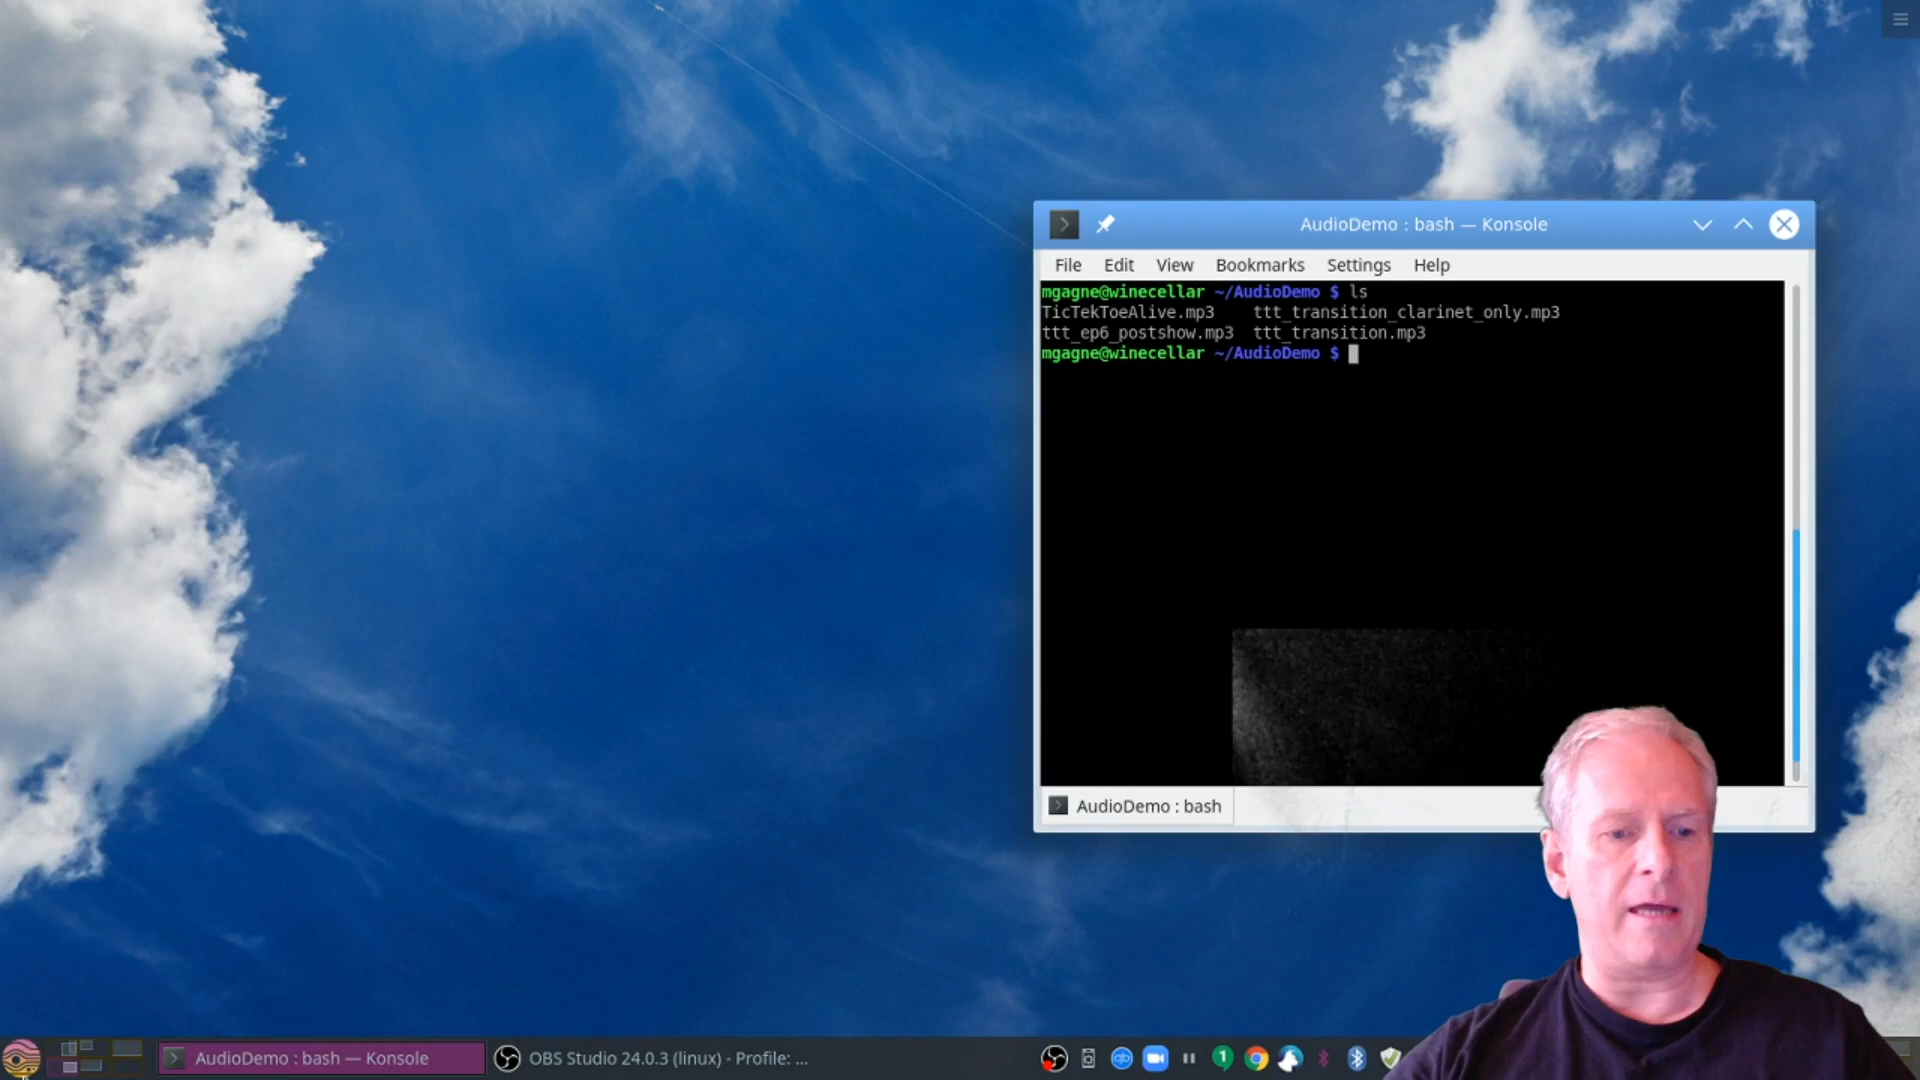 AudioDemo : bash — Konsole
File Edit View Bookmarks Settings Help
mgagne@winecellar ~/AudioDemo $ ls
TicTekToeAlive.mp3 ttt_transition_clarinet_only.mp3
ttt_ep6_postshow.mp3 ttt_transition.mp3
mgagne@winecellar ~/AudioDemo $
AudioDemo : bash
AudioDemo : bash — Konsole OBS Studio 24.0.3 (linux) - Profile: ... 1